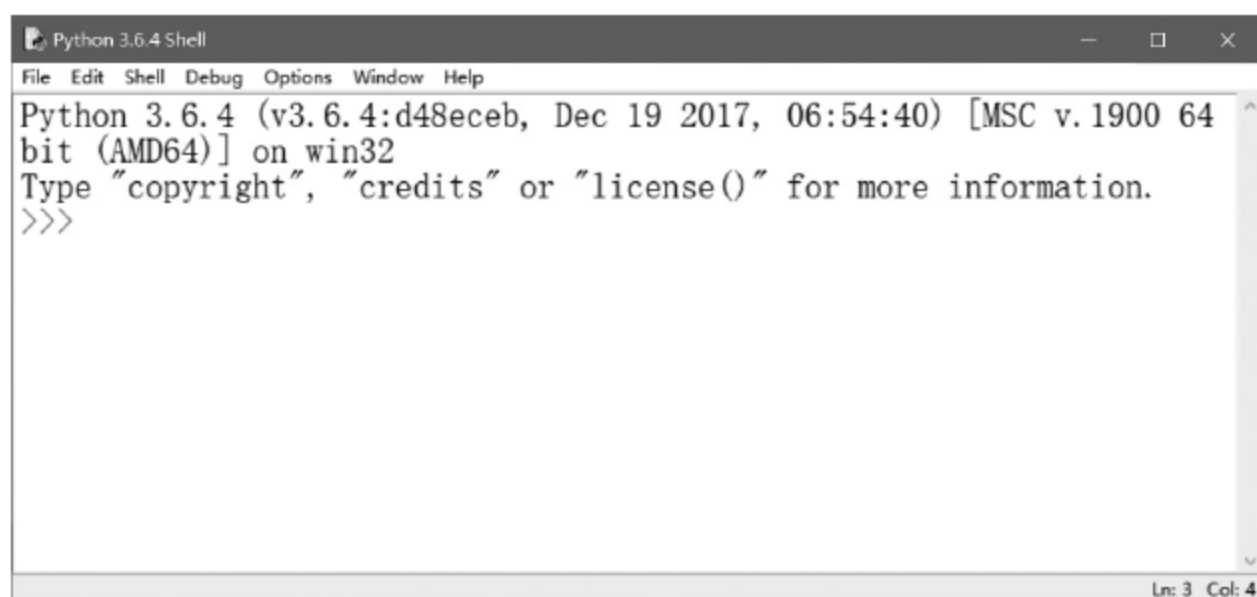 Python 3.6.4 Shell
File Edit Shell Debug Options Window Help
Python 3.6.4 (v3.6.4:d48eceb, Dec 19 2017, 06:54:40) [MSC v.1900 64
bit (AMD64)] on win32
Type "copyright", "credits" or "license()" for more information.
>>>
Ln: 3 Col: 4